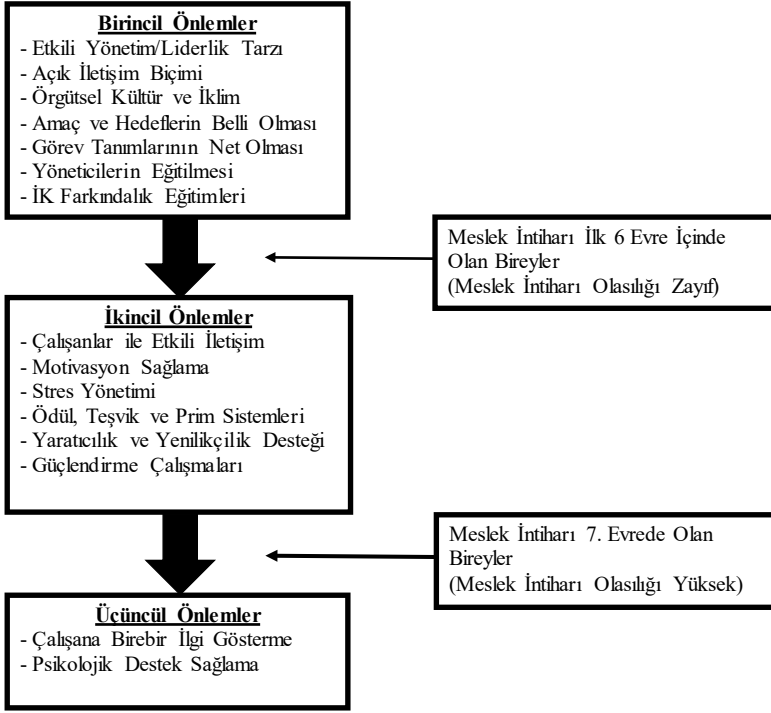 Birincil Önlemler
- Etkili Yönetim/Liderlik Tarzı
- Açık İletişim Biçimi
- Örgütsel Kültür ve İklim
- Amaç ve Hedeflerin Belli Olması
- Görev Tanımlarının Net Olması
- Yöneticilerin Eğitilmesi
- İK Farkındalık Eğitimleri
Meslek İntiharı İlk 6 Evre İçinde
Olan Bireyler
(Meslek İntiharı Olasılığı Zayıf)
İkincil Önlemler
- Çalışanlar ile Etkili İletişim
- Motivasyon Sağlama
- Stres Yönetimi
- Ödül, Teşvik ve Prim Sistemleri
- Yaratıcılık ve Yenilikçilik Desteği
- Güçlendirme Çalışmaları
Meslek İntiharı 7. Evrede Olan
Bireyler
(Meslek İntiharı Olasılığı Yüksek)
Üçüncül Önlemler
- Çalışana Birebir İlgi Gösterme
- Psikolojik Destek Sağlama